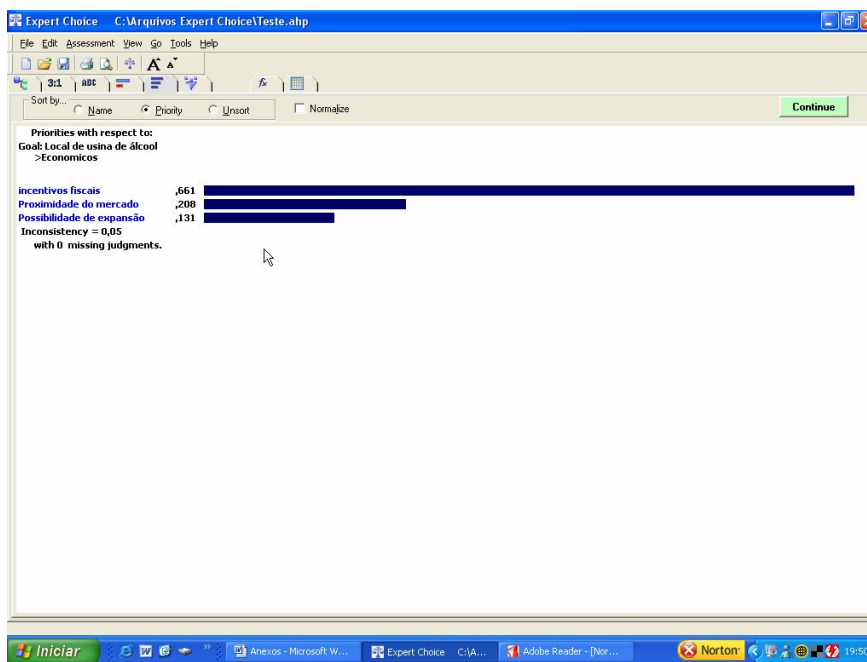 Expert Choice C:\Arquivos Expert Choice\Teste.ahp
File Edit Assessment View Go Tools Help
A A
3:1 ABC fx
Sort by...
Name Priority Unsort Normalize Continue
Priorities with respect to:
Goal: Local de usina de álcool
>Economicos
incentivos fiscais ,661
Proximidade do mercado ,208
Possibilidade de expansão ,131
Inconsistency = 0,05
with 0 missing judgments.
Iniciar W » Anexos - Microsoft W... Expert Choice C:\A... Adobe Reader - [Nor... Norton 19:50